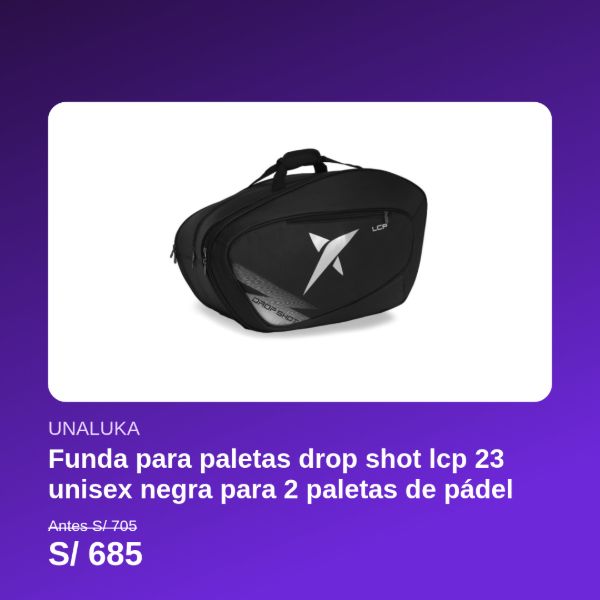 LCP
DROP SHOT
UNALUKA
Funda para paletas drop shot lcp 23
unisex negra para 2 paletas de pádel
Antes S/ 705
S/ 685